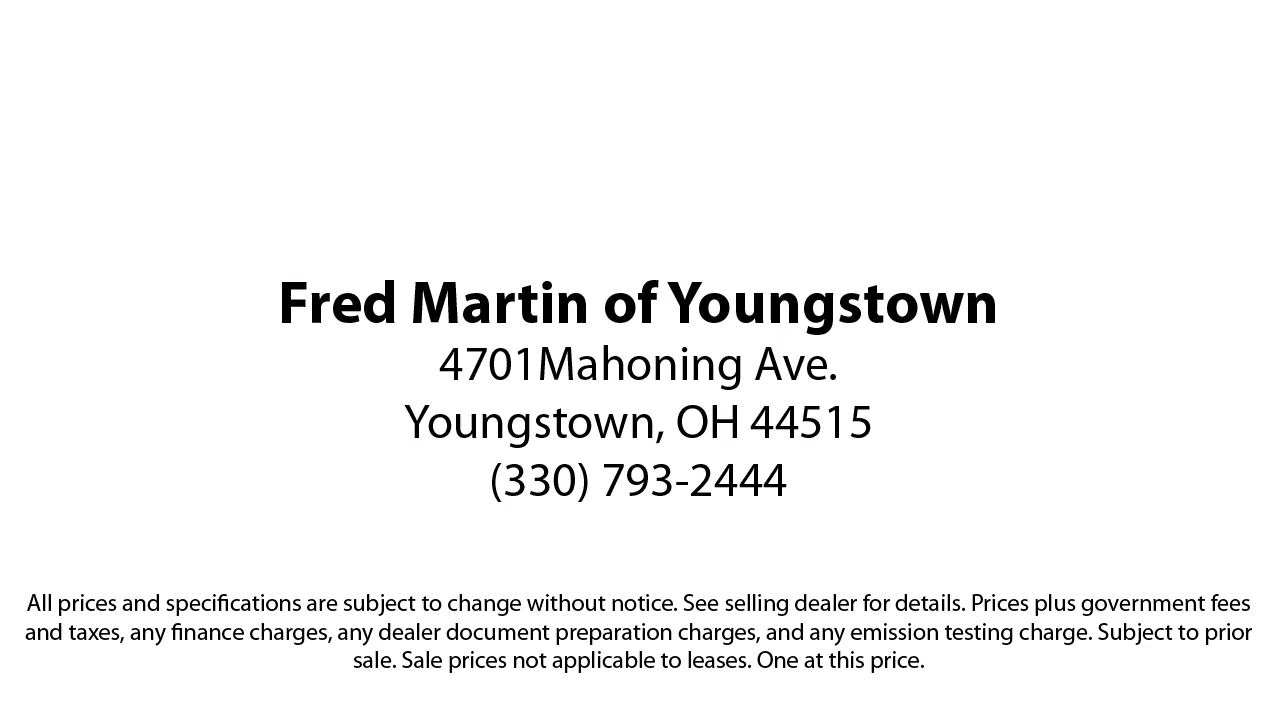 Fred Martin of Youngstown
4701Mahoning Ave.
Youngstown, OH 44515
(330) 793-2444
All prices and specifications are subject to change without notice. See selling dealer for details. Prices plus government fees
and taxes, any finance charges, any dealer document preparation charges, and any emission testing charge. Subject to prior
sale. Sale prices not applicable to leases. One at this price.